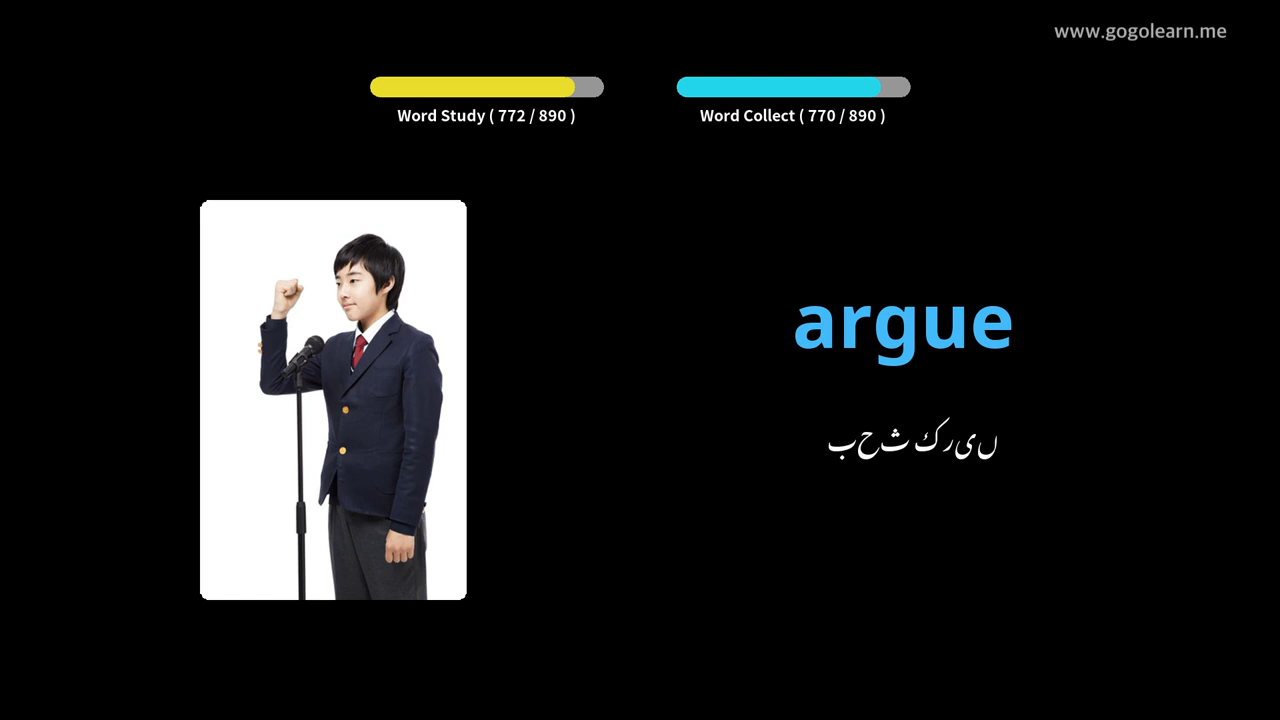 www.gogolearn.me
Word Study ( 772 / 890 )
Word Collect ( 770 / 890 )
argue
بحث کریں